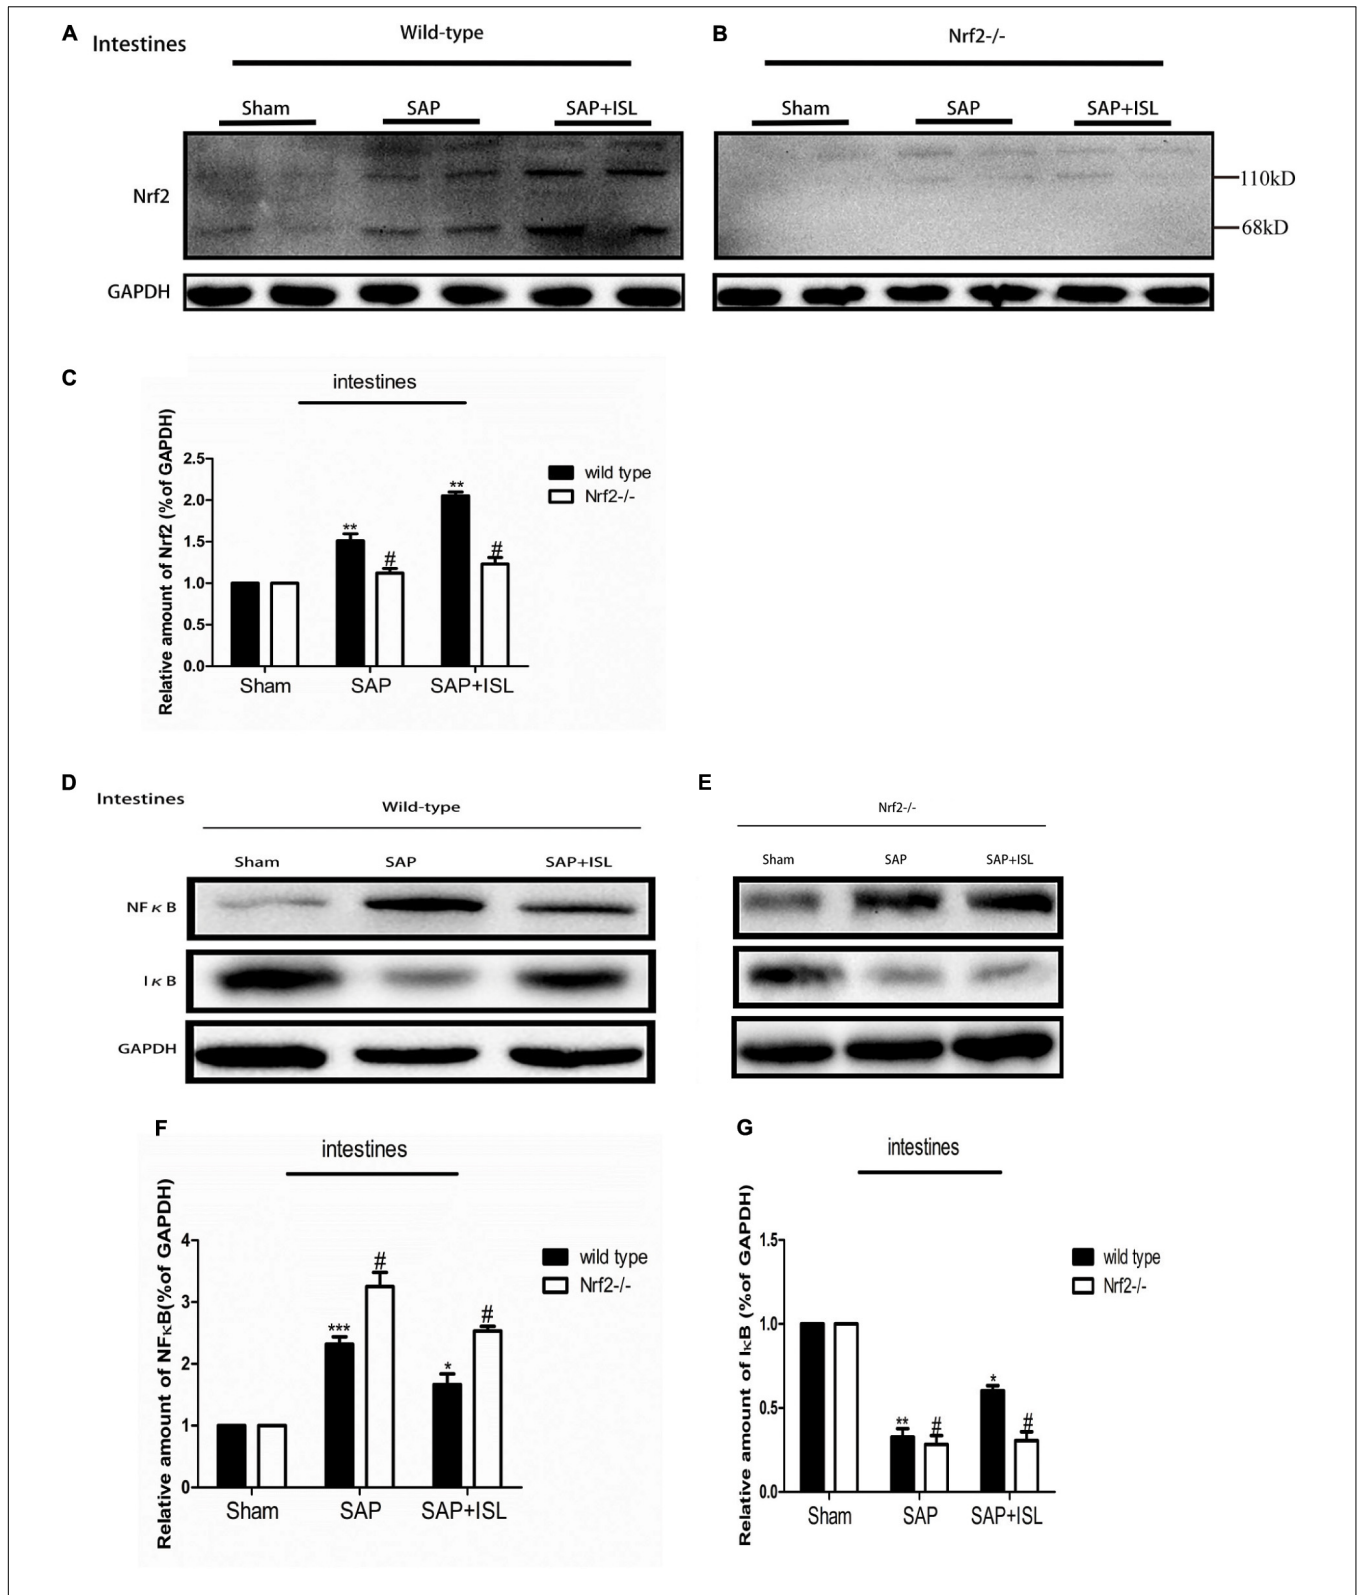 A
Intestines
Wild-type
Sham SAP SAP+ISL
Nrf2
GAPDH
B
Nrf2-/-
Sham SAP SAP+ISL
110kD
68kD
C
intestines
Relative amount of Nrf2 (%of GAPDH)
2.5
2.0
1.5
1.0
0.5
0.0
** # ** #
Sham SAP SAP+ISL
wild type
Nrf2-/-
D
Intestines
Wild-type
Sham SAP SAP+ISL
NFκB
IκB
GAPDH
E
Nrf2-/-
Sham SAP SAP+ISL
F
intestines
Relative amount of NFκB(%of GAPDH)
4
3
2
1
0
*** # * #
Sham SAP SAP+ISL
wild type
Nrf2-/-
G
intestines
Relative amount of IκB (%of GAPDH)
1.5
1.0
0.5
0.0
** # * #
Sham SAP SAP+ISL
wild type
Nrf2-/-